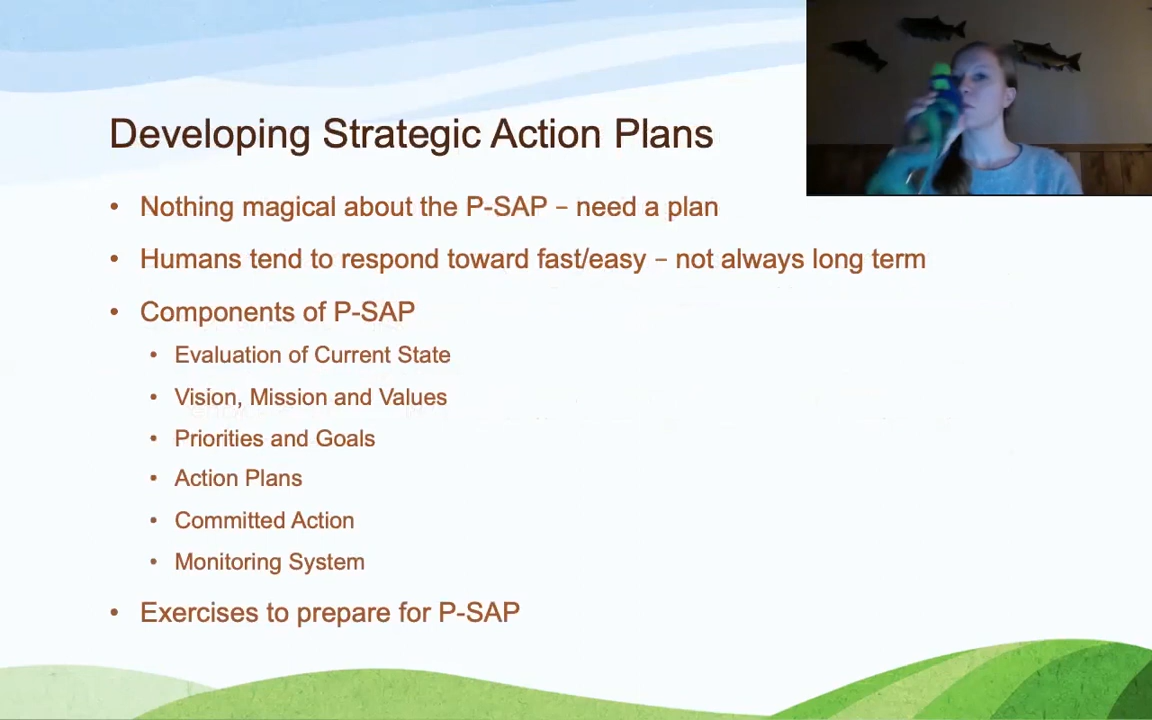 Developing Strategic Action Plans
• Nothing magical about the P-SAP – need a plan
• Humans tend to respond toward fast/easy – not always long term
• Components of P-SAP
• Evaluation of Current State
• Vision, Mission and Values
• Priorities and Goals
• Action Plans
• Committed Action
• Monitoring System
• Exercises to prepare for P-SAP